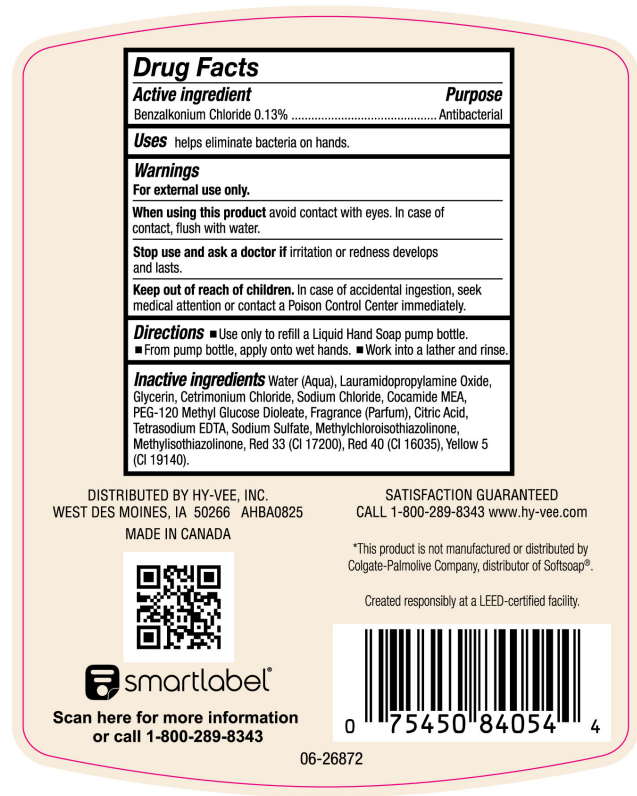 Drug Facts
Active ingredient Purpose
Benzalkonium Chloride 0.13% ............................................ Antibacterial
Uses helps eliminate bacteria on hands.
Warnings
For external use only.
When using this product avoid contact with eyes. In case of
contact, flush with water.
Stop use and ask a doctor if irritation or redness develops
and lasts.
Keep out of reach of children. In case of accidental ingestion, seek
medical attention or contact a Poison Control Center immediately.
Directions ■ Use only to refill a Liquid Hand Soap pump bottle.
■ From pump bottle, apply onto wet hands. ■ Work into a lather and rinse.
Inactive ingredients Water (Aqua), Lauramidopropylamine Oxide,
Glycerin, Cetrimonium Chloride, Sodium Chloride, Cocamide MEA,
PEG-120 Methyl Glucose Dioleate, Fragrance (Parfum), Citric Acid,
Tetrasodium EDTA, Sodium Sulfate, Methylchloroisothiazolinone,
Methylisothiazolinone, Red 33 (CI 17200), Red 40 (CI 16035), Yellow 5
(CI 19140).
DISTRIBUTED BY HY-VEE, INC.
WEST DES MOINES, IA 50266 AHBA0825
MADE IN CANADA
smartlabel®
Scan here for more information
or call 1-800-289-8343
SATISFACTION GUARANTEED
CALL 1-800-289-8343 www.hy-vee.com
*This product is not manufactured or distributed by
Colgate-Palmolive Company, distributor of Softsoap®.
Created responsibly at a LEED-certified facility.
0 75450 84054 4
06-26872